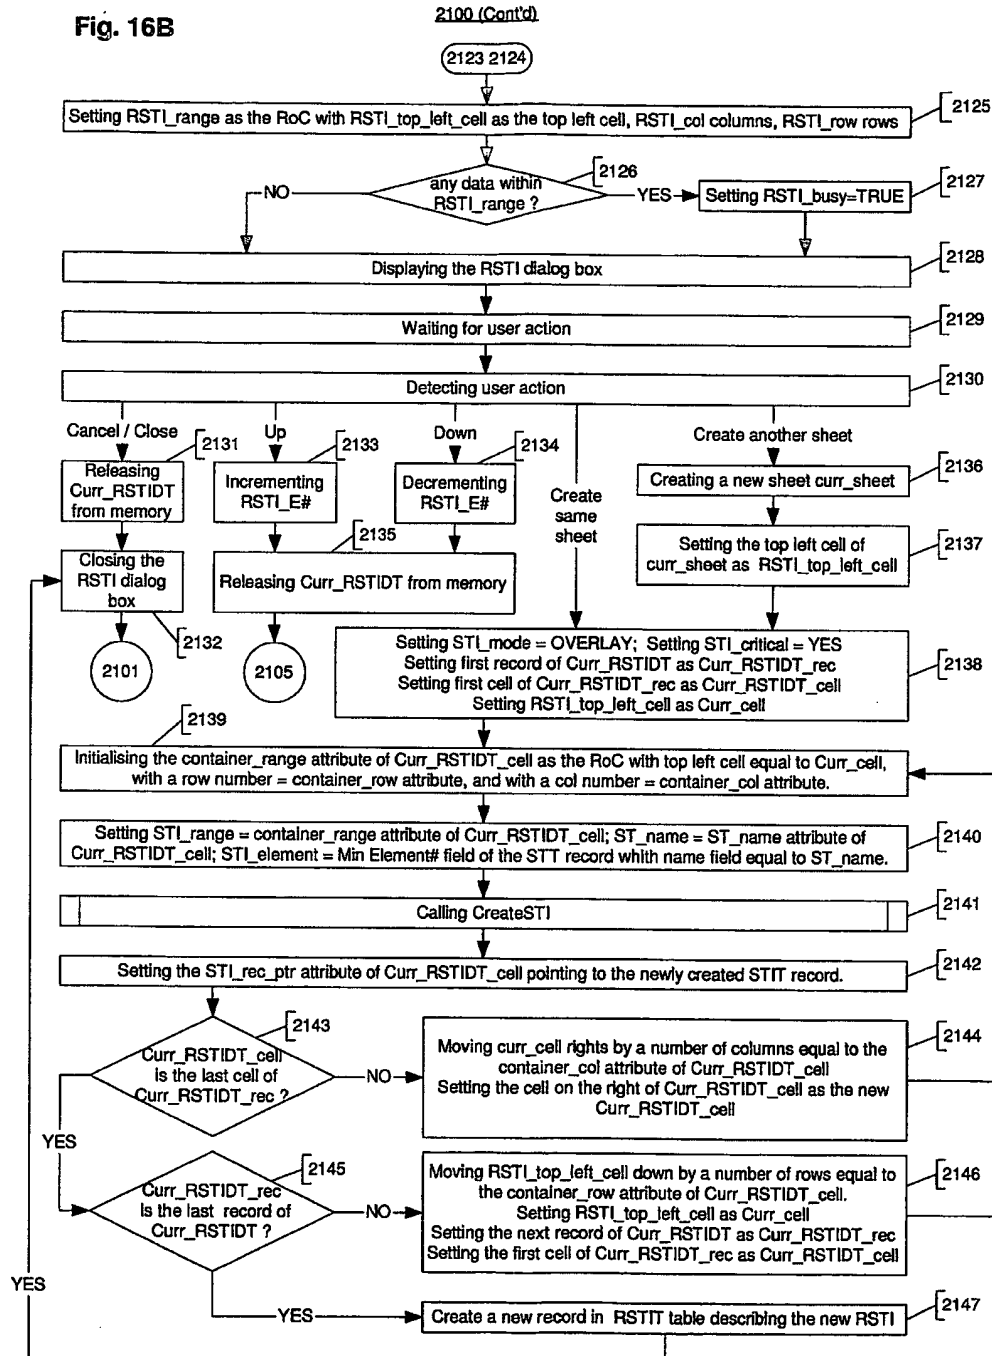 2100 (Cont'd)
Fig. 16B
2123 2124
Setting RSTI_range as the RoC with RSTI_top_left_cell as the top left cell, RSTI_col columns, RSTI_row rows
2125
any data within
RSTI_range ?
2126
NO
YES
Setting RSTI_busy=TRUE
2127
Displaying the RSTI dialog box
2128
Waiting for user action
2129
Detecting user action
2130
Cancel / Close
Up
Down
Create
same
sheet
Create another sheet
2131
Releasing
Curr_RSTIDT
from memory
2133
Incrementing
RSTI_E#
2134
Decrementing
RSTI_E#
2136
Creating a new sheet curr_sheet
2135
Releasing Curr_RSTIDT from memory
Setting the top left cell of
curr_sheet as RSTI_top_left_cell
2137
Closing the
RSTI dialog
box
2132
2101
2105
Setting STI_mode = OVERLAY; Setting STI_critical = YES
Setting first record of Curr_RSTIDT as Curr_RSTIDT_rec
Setting first cell of Curr_RSTIDT_rec as Curr_RSTIDT_cell
Setting RSTI_top_left_cell as Curr_cell
2138
2139
Initialising the container_range attribute of Curr_RSTIDT_cell as the RoC with top left cell equal to Curr_cell,
with a row number = container_row attribute, and with a col number = container_col attribute.
Setting STI_range = container_range attribute of Curr_RSTIDT_cell; ST_name = ST_name attribute of
Curr_RSTIDT_cell; STI_element = Min Element# field of the STT record whith name field equal to ST_name.
2140
Calling CreateSTI
2141
Setting the STI_rec_ptr attribute of Curr_RSTIDT_cell pointing to the newly created STIT record.
2142
2143
Curr_RSTIDT_cell
is the last cell of
Curr_RSTIDT_rec ?
NO
YES
Moving curr_cell rights by a number of columns equal to the
container_col attribute of Curr_RSTIDT_cell
Setting the cell on the right of Curr_RSTIDT_cell as the new
Curr_RSTIDT_cell
2144
2145
Curr_RSTIDT_rec
is the last record of
Curr_RSTIDT ?
NO
YES
Moving RSTI_top_left_cell down by a number of rows equal to
the container_row attribute of Curr_RSTIDT_cell.
Setting RSTI_top_left_cell as Curr_cell
Setting the next record of Curr_RSTIDT as Curr_RSTIDT_rec
Setting the first cell of Curr_RSTIDT_rec as Curr_RSTIDT_cell
2146
YES
Create a new record in RSTIT table describing the new RSTI
2147